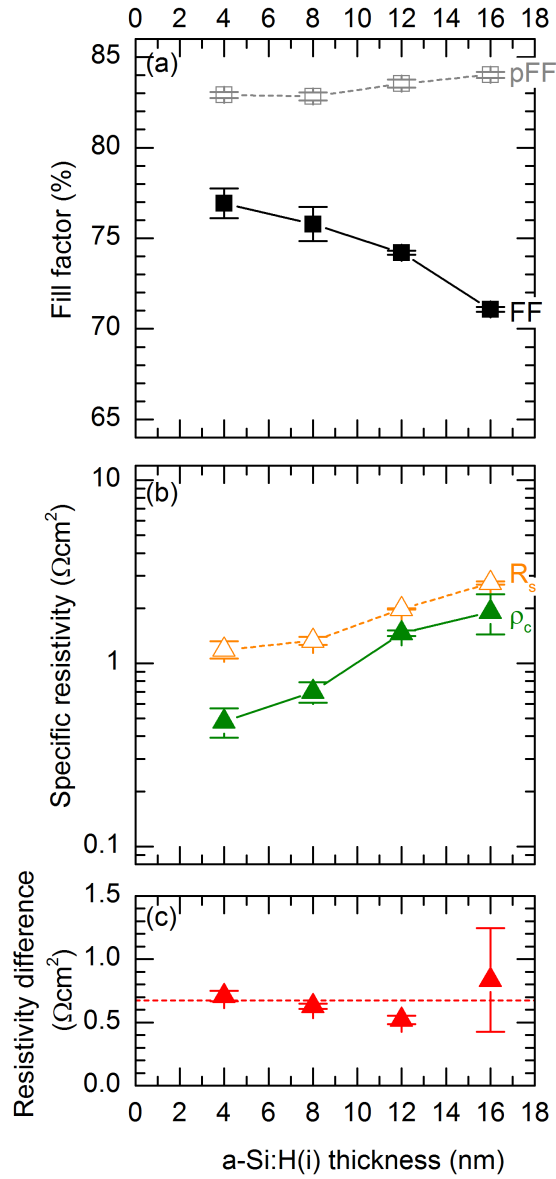 0 2 4 6 8 10 12 14 16 18
(a)
85
80
75
70
65
Fill factor (%)
pFF
FF
(b)
10
1
0.1
Specific resistivity (Ωcm²)
Rₛ
ρ_c
(c)
1.5
1.0
0.5
0.0
Resistivity difference
(Ωcm²)
0 2 4 6 8 10 12 14 16 18
a-Si:H(i) thickness (nm)